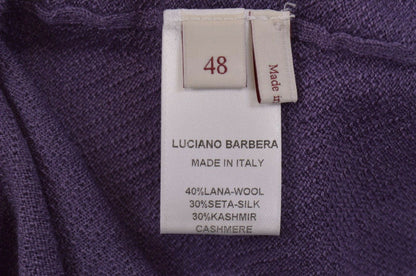 48
Made in
LUCIANO BARBERA
MADE IN ITALY
40%LANA-WOOL
30%SETA-SILK
30%KASHMIR
CASHMERE